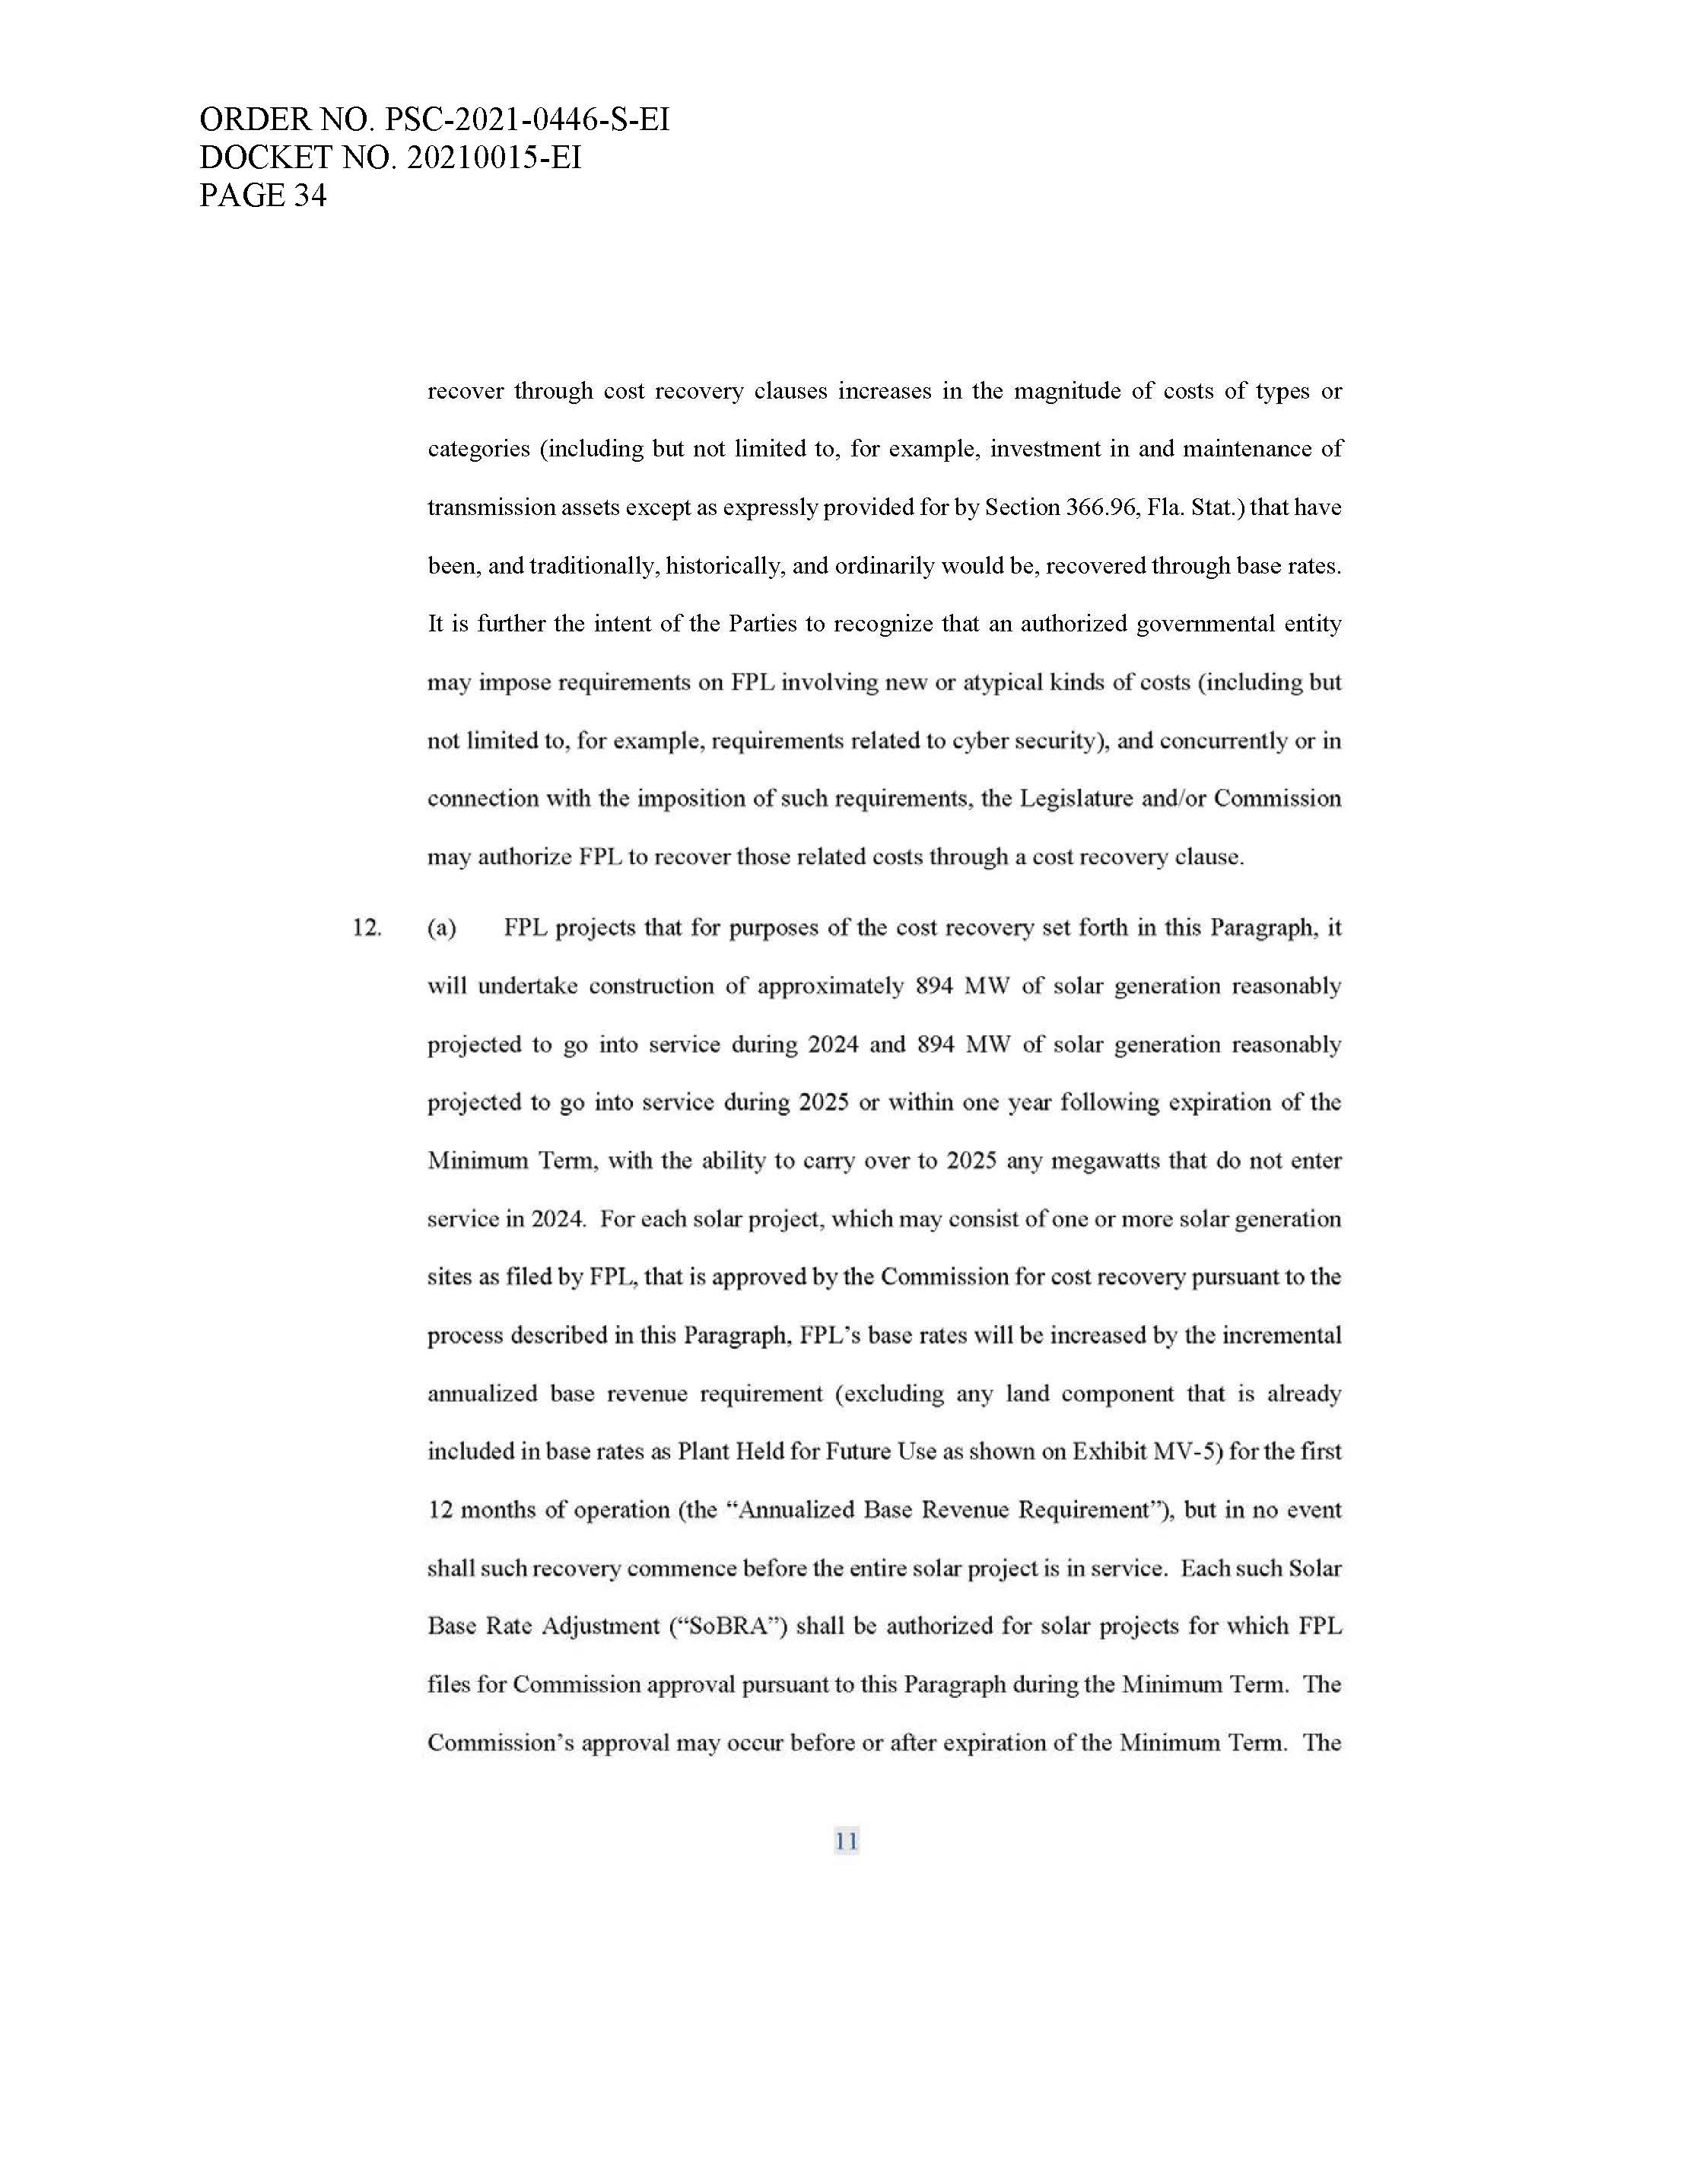 ORDER NO. PSC-2021-0446-S-EI
DOCKET NO. 20210015-EI
PAGE 34
recover through cost recovery clauses increases in the magnitude of costs of types or
categories (including but not limited to, for example, investment in and maintenance of
transmission assets except as expressly provided for by Section 366.96, Fla. Stat.) that have
been, and traditionally, historically, and ordinarily would be, recovered through base rates.
It is further the intent of the Parties to recognize that an authorized governmental entity
may impose requirements on FPL involving new or atypical kinds of costs (including but
not limited to, for example, requirements related to cyber security), and concurrently or in
connection with the imposition of such requirements, the Legislature and/or Commission
may authorize FPL to recover those related costs through a cost recovery clause.
12. (a) FPL projects that for purposes of the cost recovery set forth in this Paragraph, it
will undertake construction of approximately 894 MW of solar generation reasonably
projected to go into service during 2024 and 894 MW of solar generation reasonably
projected to go into service during 2025 or within one year following expiration of the
Minimum Term, with the ability to carry over to 2025 any megawatts that do not enter
service in 2024. For each solar project, which may consist of one or more solar generation
sites as filed by FPL, that is approved by the Commission for cost recovery pursuant to the
process described in this Paragraph, FPL's base rates will be increased by the incremental
annualized base revenue requirement (excluding any land component that is already
included in base rates as Plant Held for Future Use as shown on Exhibit MV-5) for the first
12 months of operation (the “Annualized Base Revenue Requirement”), but in no event
shall such recovery commence before the entire solar project is in service. Each such Solar
Base Rate Adjustment (“SoBRA”) shall be authorized for solar projects for which FPL
files for Commission approval pursuant to this Paragraph during the Minimum Term. The
Commission's approval may occur before or after expiration of the Minimum Term. The
11